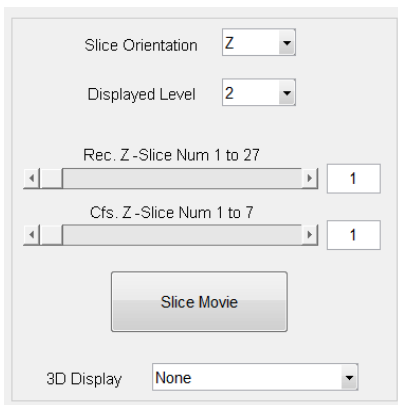 Slice Orientation Z
Displayed Level 2
Rec. Z -Slice Num 1 to 27
1
Cfs. Z -Slice Num 1 to 7
1
Slice Movie
3D Display None